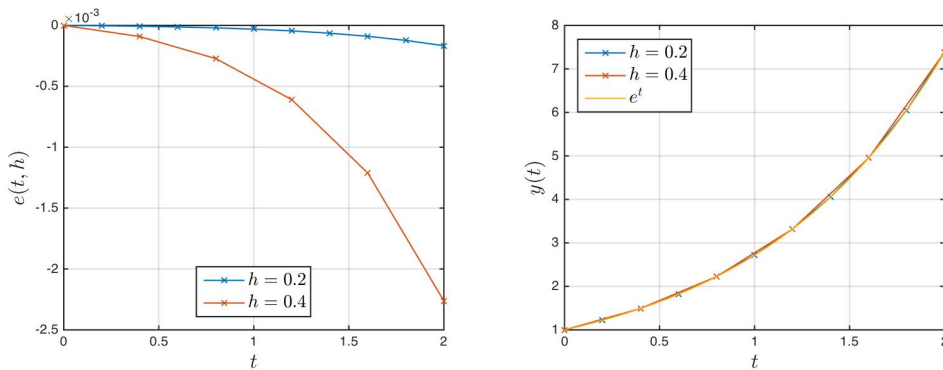 ×10⁻³
0
-0.5
-1
-1.5
-2
-2.5
e(t, h)
h = 0.2
h = 0.4
0 0.5 1 1.5 2
t
8
7
6
5
4
3
2
1
y(t)
h = 0.2
h = 0.4
eᵗ
0 0.5 1 1.5 2
t